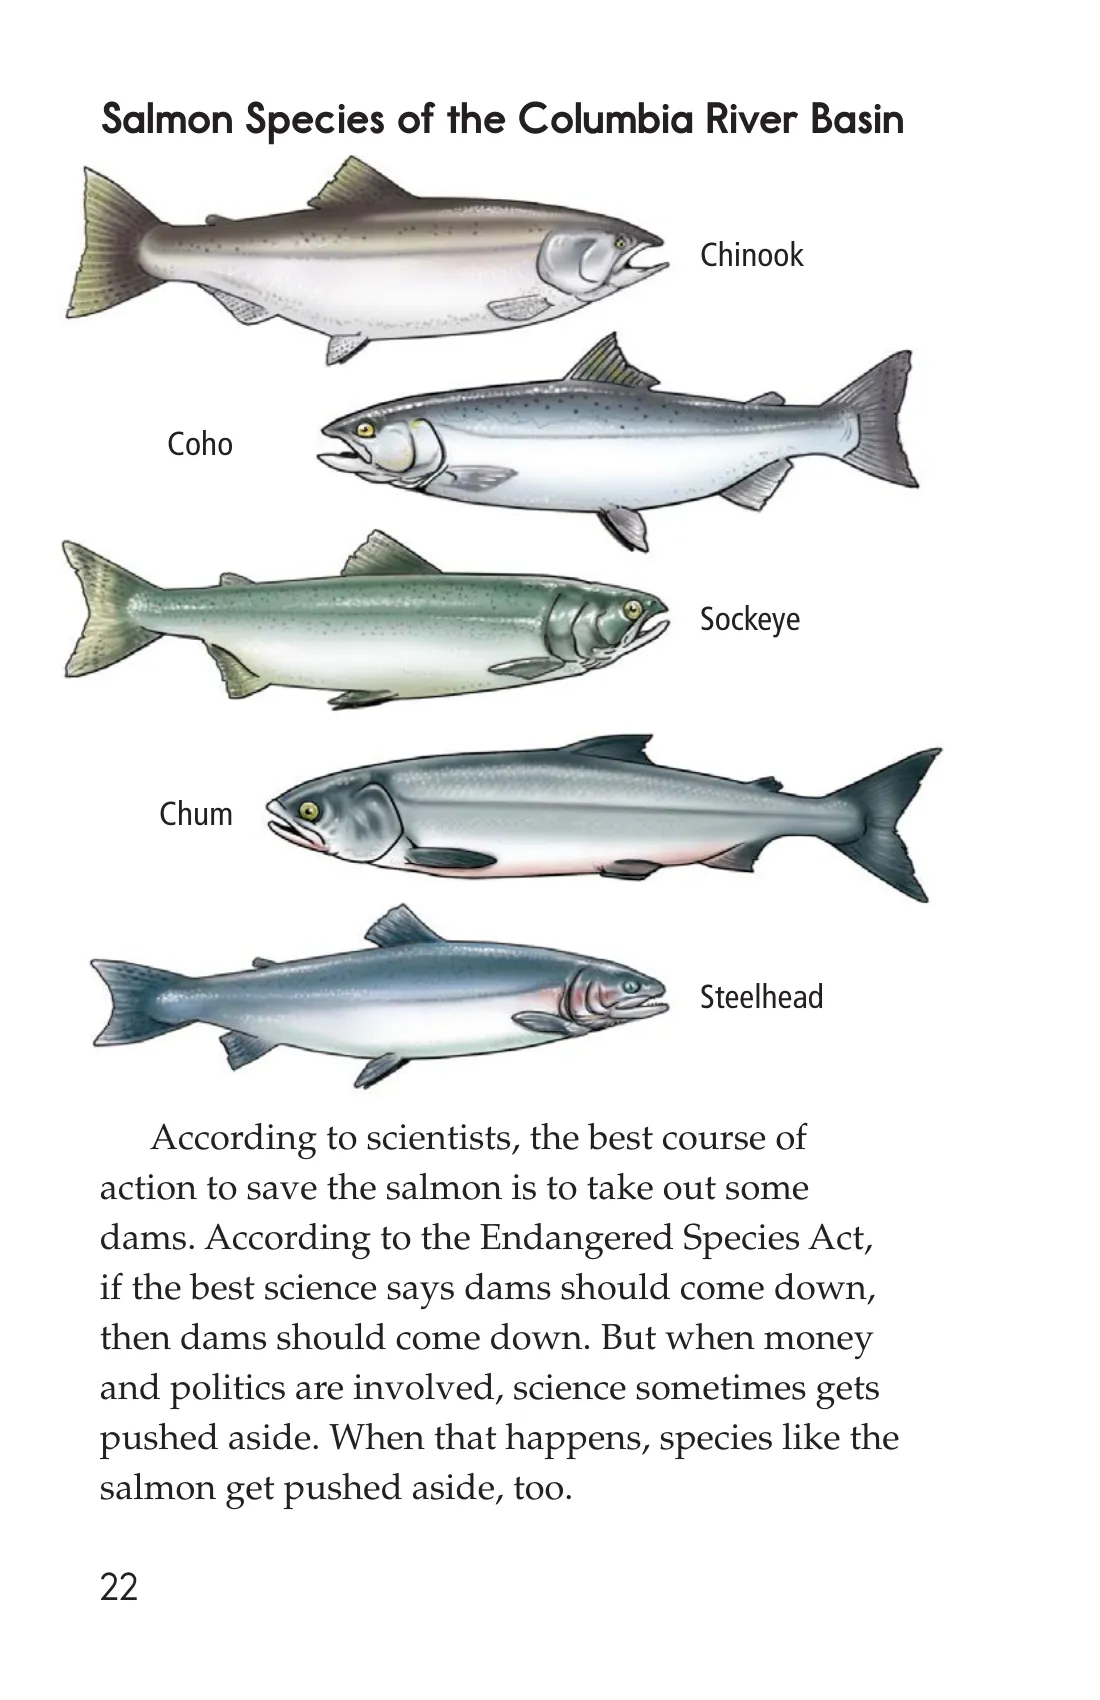 Salmon Species of the Columbia River Basin
Chinook
Coho
Sockeye
Chum
Steelhead
According to scientists, the best course of
action to save the salmon is to take out some
dams. According to the Endangered Species Act,
if the best science says dams should come down,
then dams should come down. But when money
and politics are involved, science sometimes gets
pushed aside. When that happens, species like the
salmon get pushed aside, too.
22